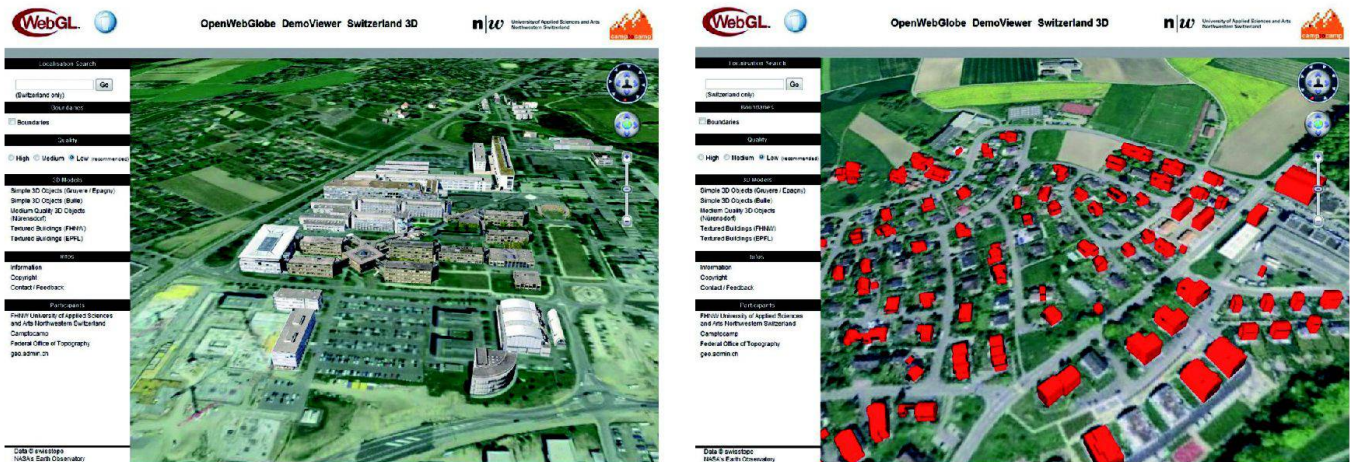 WebGL.
OpenWebGlobe DemoViewer Switzerland 3D
n|w University of Applied Sciences and Arts
Northwestern Switzerland
camptocamp
Localisation Search
Go
(Switzerland only)
Boundaries
Boundaries
Quality
High Medium Low (recommended)
3D Models
Simple 3D Objects (Gruyere / Epagny)
Simple 3D Objects (Bulle)
Medium Quality 3D Objects
(Nürensdorf)
Textured Buildings (FHNW)
Textured Buildings (EPFL)
Infos
Information
Copyright
Contact / Feedback
Participants
FHNW University of Applied Sciences
and Arts Northwestern Switzerland
Camptocamp
Federal Office of Topography
geo.admin.ch
Data © swisstopo
NASA's Earth Observatory
WebGL.
OpenWebGlobe DemoViewer Switzerland 3D
n|w University of Applied Sciences and Arts
Northwestern Switzerland
camptocamp
Localisation Search
Go
(Switzerland only)
Boundaries
Boundaries
Quality
High Medium Low (recommended)
3D Models
Simple 3D Objects (Gruyere / Epagny)
Simple 3D Objects (Bulle)
Medium Quality 3D Objects
(Nürensdorf)
Textured Buildings (FHNW)
Textured Buildings (EPFL)
Infos
Information
Copyright
Contact / Feedback
Participants
FHNW University of Applied Sciences
and Arts Northwestern Switzerland
Camptocamp
Federal Office of Topography
geo.admin.ch
Data © swisstopo
NASA's Earth Observatory